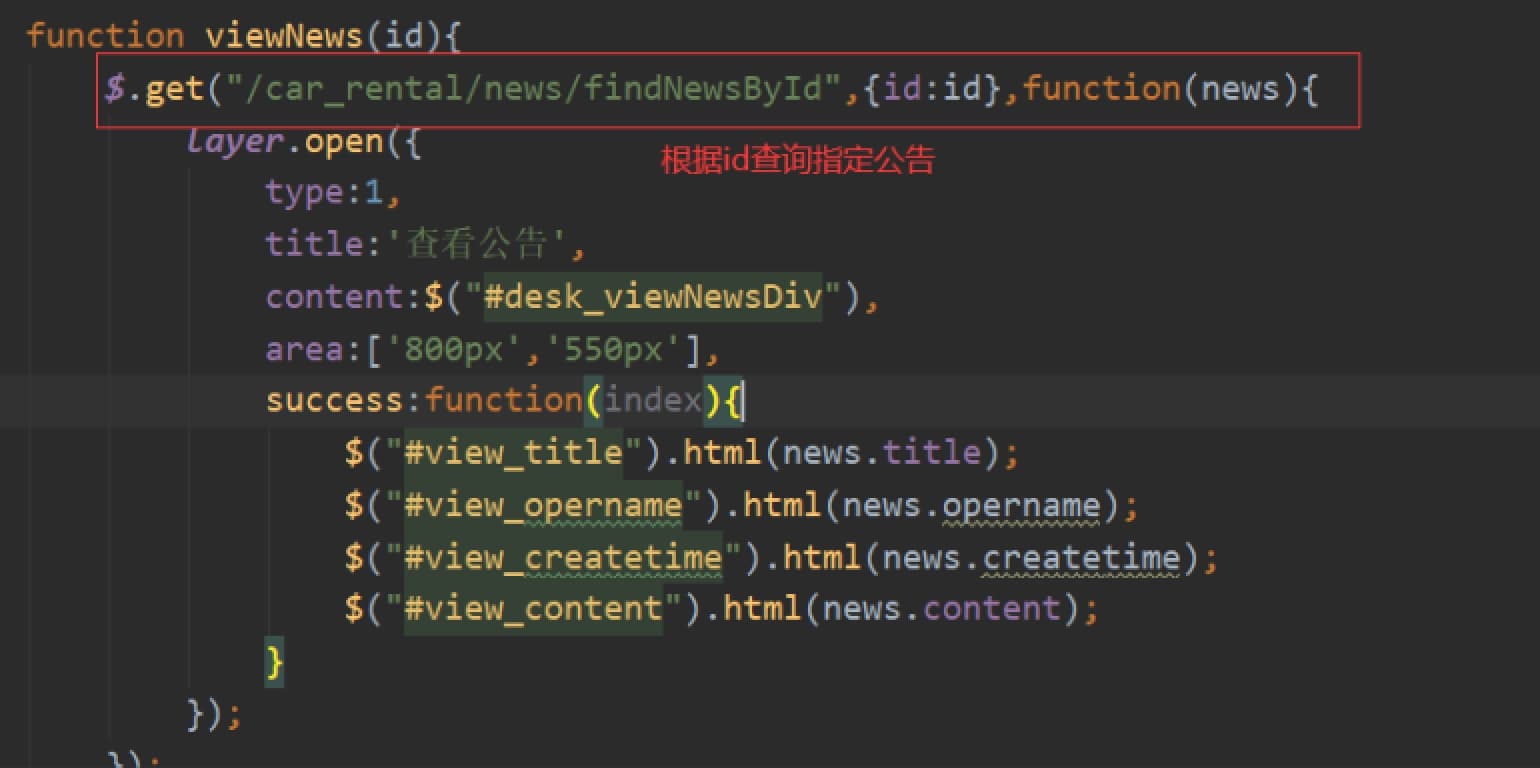 function viewNews(id){
$.get("/car_rental/news/findNewsById",{id:id},function(news){
layer.open({
根据id查询指定公告
type:1,
title:'查看公告',
content:$("#desk_viewNewsDiv"),
area:['800px','550px'],
success:function(index){
$("#view_title").html(news.title);
$("#view_opername").html(news.opername);
$("#view_createtime").html(news.createtime);
$("#view_content").html(news.content);
}
});
});